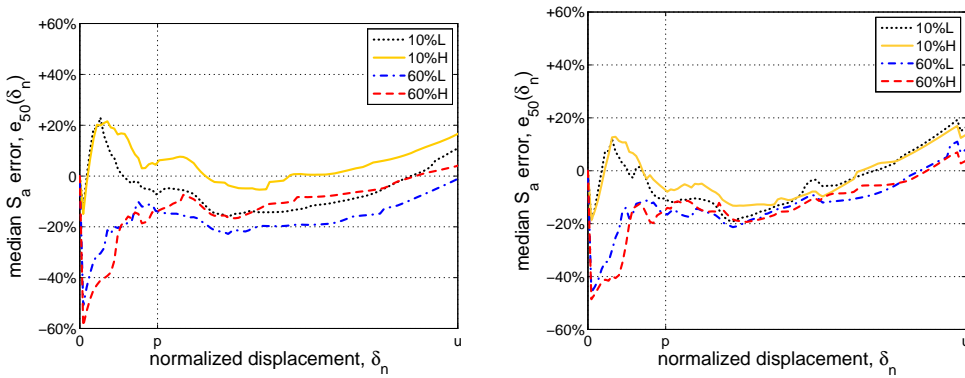 +60%
+40%
+20%
0
−20%
−40%
−60%
median S_a error, e_50(δ_n)
0
p
u
normalized displacement, δ_n
10%L
10%H
60%L
60%H
+60%
+40%
+20%
0
−20%
−40%
−60%
median S_a error, e_50(δ_n)
0
p
u
normalized displacement, δ_n
10%L
10%H
60%L
60%H